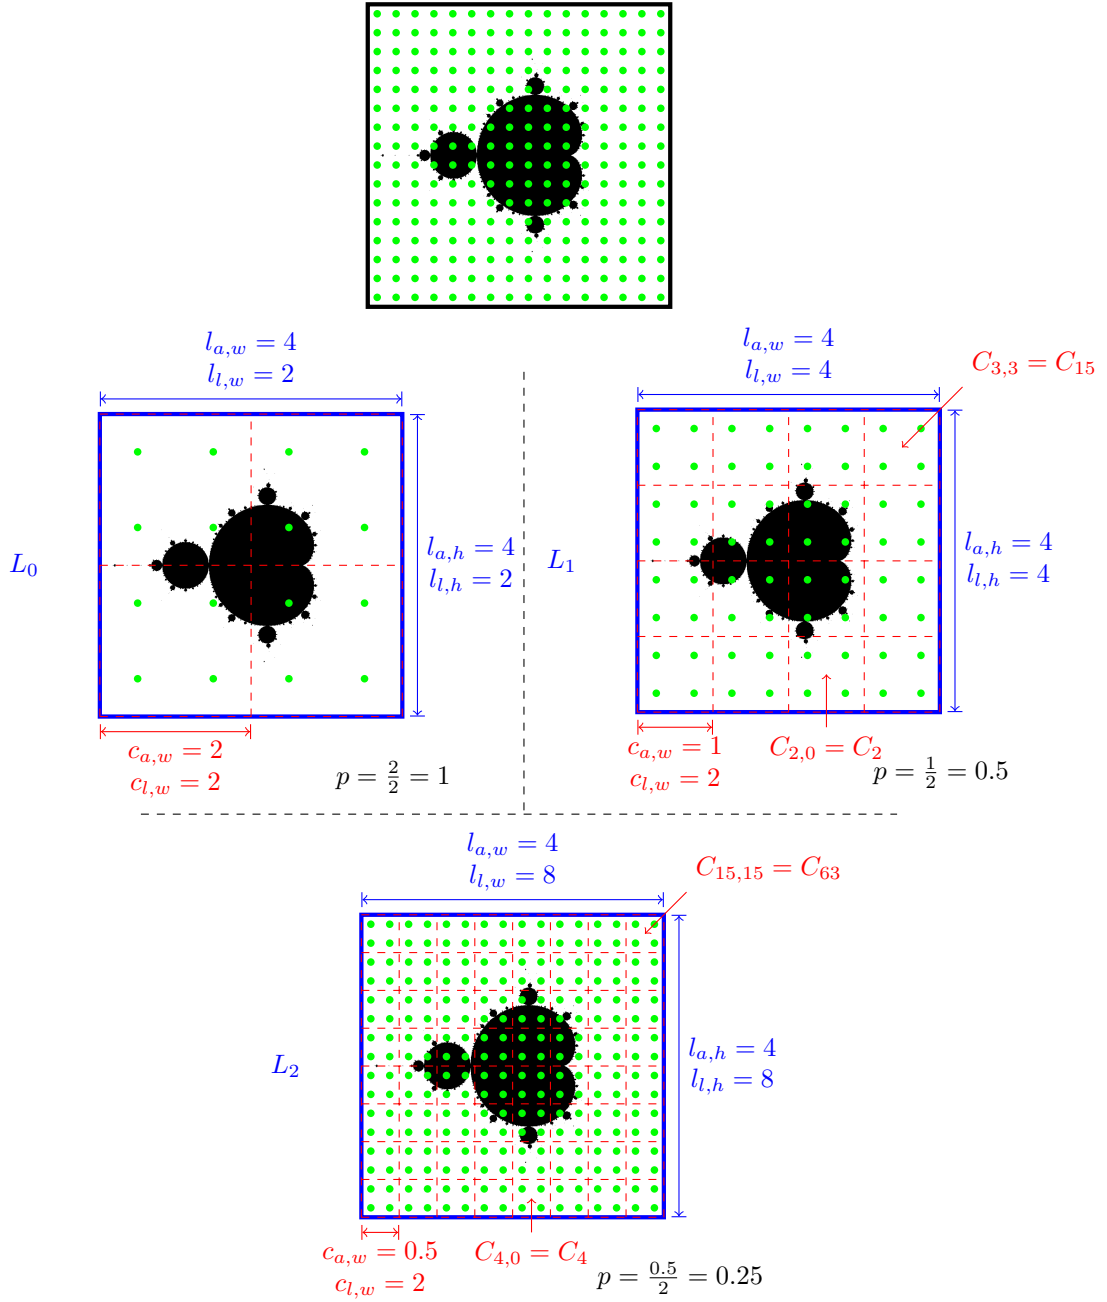 $l_{a,w} = 4$
$l_{l,w} = 2$
$l_{a,w} = 4$
$l_{l,w} = 4$
$C_{3,3} = C_{15}$
$L_0$
$l_{a,h} = 4$
$l_{l,h} = 2$
$L_1$
$l_{a,h} = 4$
$l_{l,h} = 4$
$c_{a,w} = 2$
$c_{l,w} = 2$
$p = \frac{2}{2} = 1$
$c_{a,w} = 1$
$c_{l,w} = 2$
$C_{2,0} = C_2$
$p = \frac{1}{2} = 0.5$
$l_{a,w} = 4$
$l_{l,w} = 8$
$C_{15,15} = C_{63}$
$L_2$
$l_{a,h} = 4$
$l_{l,h} = 8$
$c_{a,w} = 0.5$
$c_{l,w} = 2$
$C_{4,0} = C_4$
$p = \frac{0.5}{2} = 0.25$